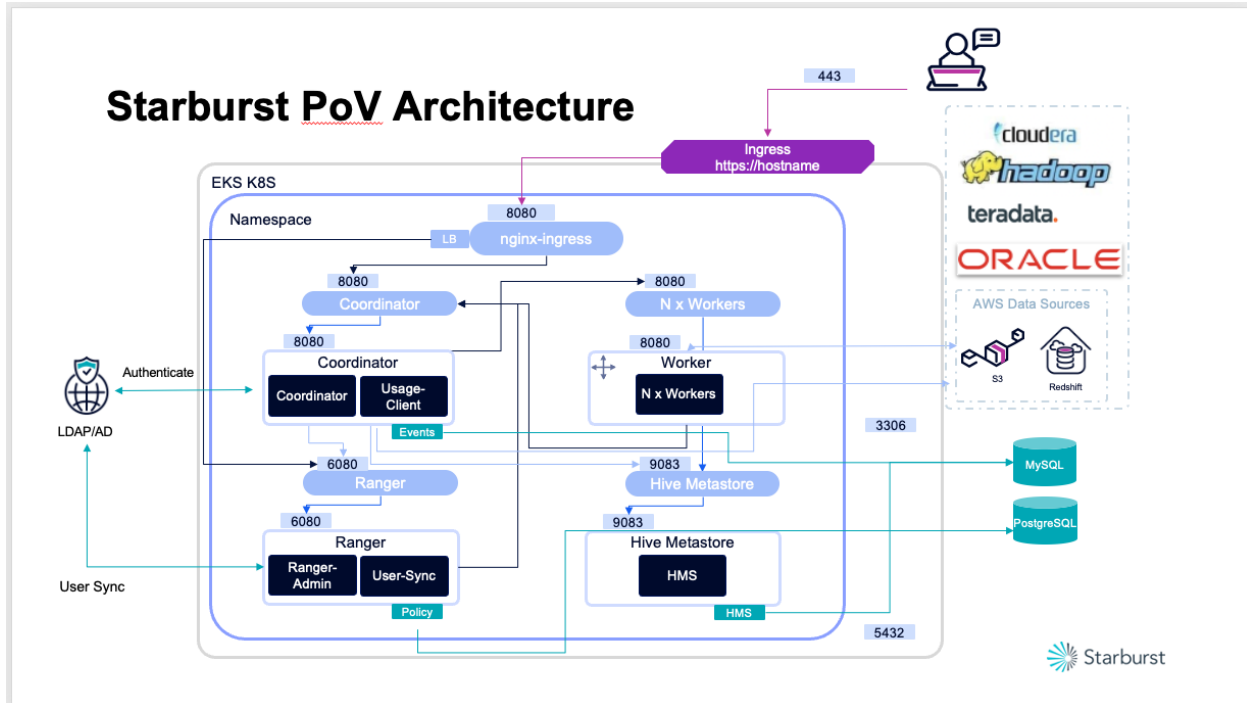 443
Starburst PoV Architecture
cloudera
hadoop
teradata.
ORACLE
AWS Data Sources
S3
Redshift
Ingress
https://hostname
EKS K8S
Namespace
8080
LB
nginx-ingress
8080
Coordinator
8080
N x Workers
8080
Coordinator
Coordinator
Usage-
Client
Events
8080
Worker
N x Workers
Authenticate
LDAP/AD
User Sync
3306
6080
Ranger
9083
Hive Metastore
6080
Ranger
Ranger-
Admin
User-Sync
Policy
9083
Hive Metastore
HMS
HMS
MySQL
PostgreSQL
5432
Starburst